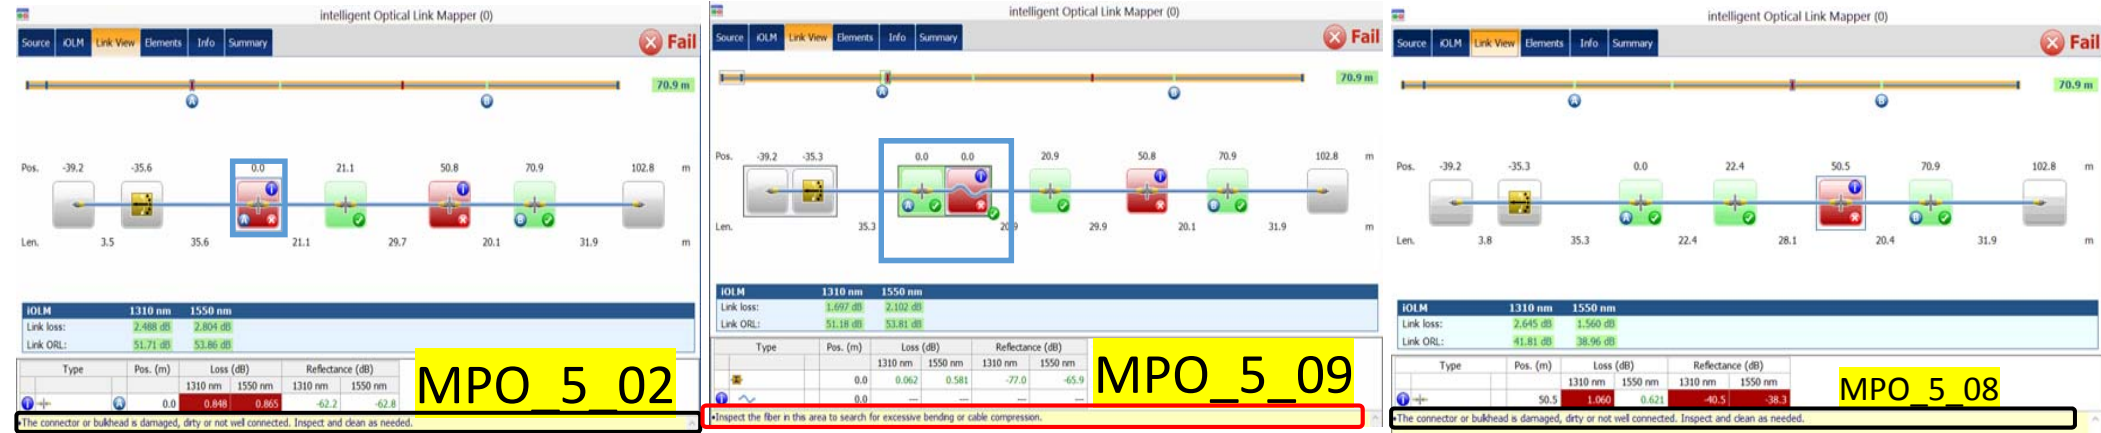 intelligent Optical Link Mapper (0)
Source iOLM Link View Elements Info Summary
Fail
70.9 m
A B
Pos. -39.2 -35.6 0.0 21.1 50.8 70.9 102.8 m
A B
Len. 3.5 35.6 21.1 29.7 20.1 31.9 m
iOLM 1310 nm 1550 nm
Link loss: 2.488 dB 2.804 dB
Link ORL: 51.71 dB 53.86 dB
Type Pos. (m) Loss (dB) Reflectance (dB)
1310 nm 1550 nm 1310 nm 1550 nm
A 0.0 0.848 0.865 -62.2 -62.8
•The connector or bulkhead is damaged, dirty or not well connected. Inspect and clean as needed.
MPO_5_02
intelligent Optical Link Mapper (0)
Source iOLM Link View Elements Info Summary
Fail
70.9 m
A B
Pos. -39.2 -35.3 0.0 0.0 20.9 50.8 70.9 102.8 m
A B
Len. 35.3 20.9 29.9 20.1 31.9 m
iOLM 1310 nm 1550 nm
Link loss: 1.697 dB 2.102 dB
Link ORL: 51.18 dB 53.81 dB
Type Pos. (m) Loss (dB) Reflectance (dB)
1310 nm 1550 nm 1310 nm 1550 nm
0.0 0.062 0.581 -77.0 -65.9
0.0 --- --- --- ---
•Inspect the fiber in this area to search for excessive bending or cable compression.
MPO_5_09
intelligent Optical Link Mapper (0)
Source iOLM Link View Elements Info Summary
Fail
70.9 m
A B
Pos. -39.2 -35.3 0.0 22.4 50.5 70.9 102.8 m
A B
Len. 3.8 35.3 22.4 28.1 20.4 31.9 m
iOLM 1310 nm 1550 nm
Link loss: 2.645 dB 1.560 dB
Link ORL: 41.81 dB 38.96 dB
Type Pos. (m) Loss (dB) Reflectance (dB)
1310 nm 1550 nm 1310 nm 1550 nm
50.5 1.060 0.621 -40.5 -38.3
•The connector or bulkhead is damaged, dirty or not well connected. Inspect and clean as needed.
MPO_5_08